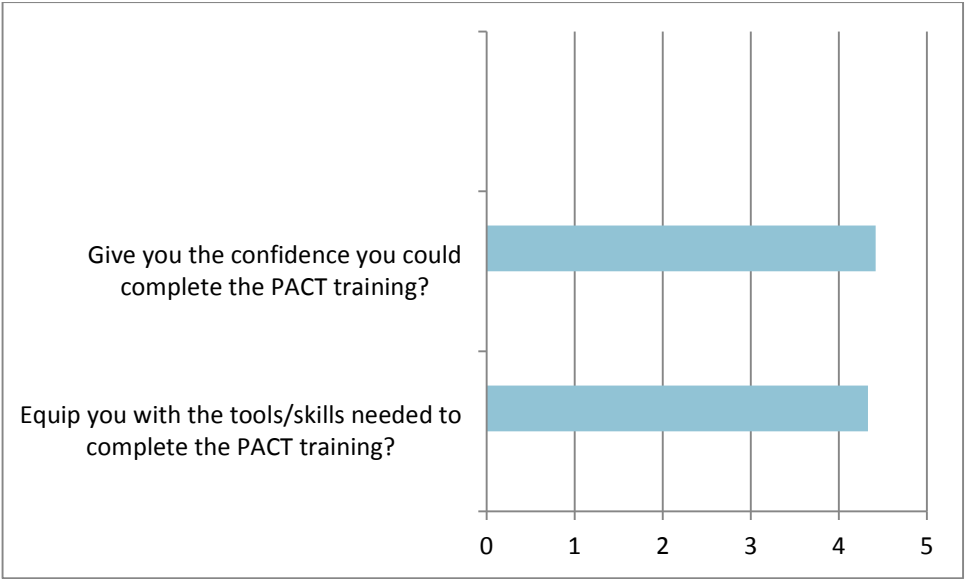 Give you the confidence you could
complete the PACT training?
Equip you with the tools/skills needed to
complete the PACT training?
0 1 2 3 4 5